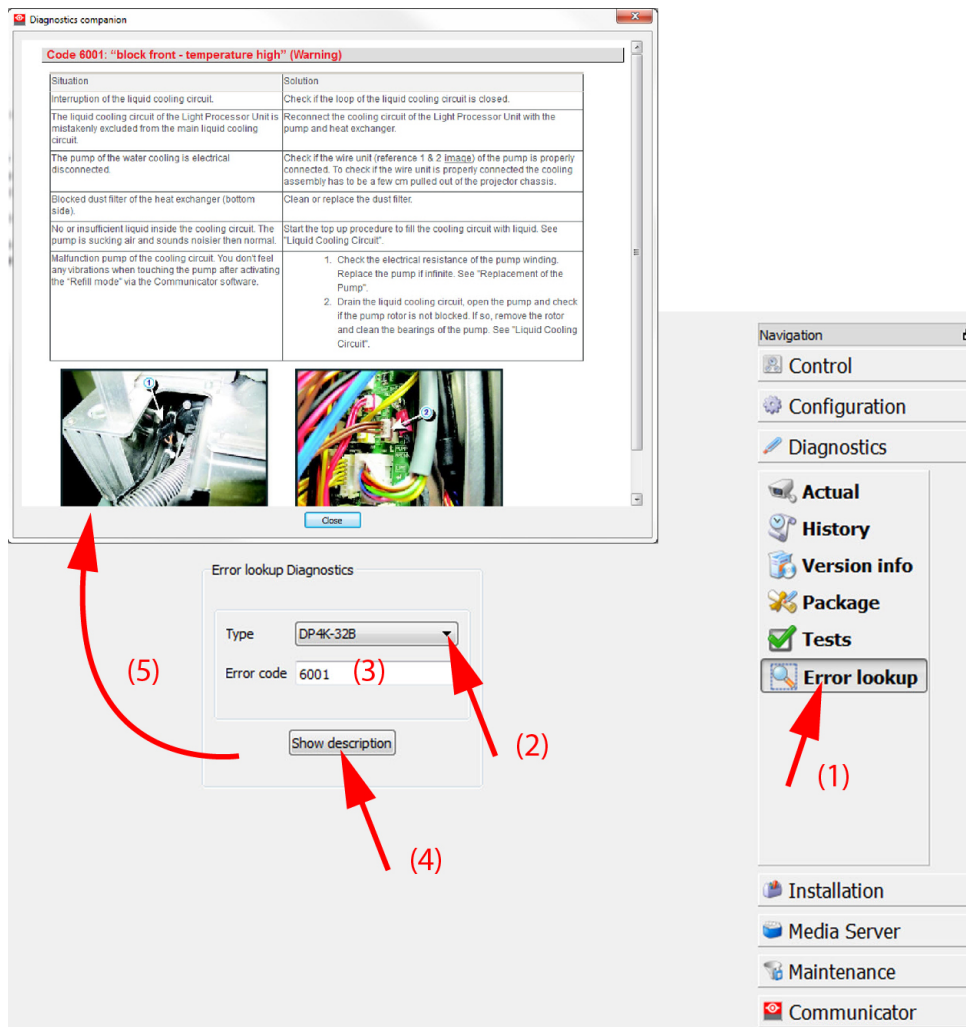 Diagnostics companion
Code 6001: “block front - temperature high” (Warning)
Situation
Solution
Interruption of the liquid cooling circuit.
Check if the loop of the liquid cooling circuit is closed.
The liquid cooling circuit of the Light Processor Unit is
mistakenly excluded from the main liquid cooling
circuit.
Reconnect the cooling circuit of the Light Processor Unit with the
pump and heat exchanger.
The pump of the water cooling is electrical
disconnected.
Check if the wire unit (reference 1 & 2 image) of the pump is properly
connected. To check if the wire unit is properly connected the cooling
assembly has to be a few cm pulled out of the projector chassis.
Blocked dust filter of the heat exchanger (bottom
side).
Clean or replace the dust filter.
No or insufficient liquid inside the cooling circuit. The
pump is sucking air and sounds noisier then normal.
Start the top up procedure to fill the cooling circuit with liquid. See
"Liquid Cooling Circuit".
Malfunction pump of the cooling circuit. You don't feel
any vibrations when touching the pump after activating
the "Refill mode" via the Communicator software.
1. Check the electrical resistance of the pump winding.
Replace the pump if infinite. See "Replacement of the
Pump".
2. Drain the liquid cooling circuit, open the pump and check
if the pump rotor is not blocked. If so, remove the rotor
and clean the bearings of the pump. See "Liquid Cooling
Circuit".
1
2
Close
Error lookup Diagnostics
Type
DP4K-32B
Error code
6001
(3)
Show description
(5)
(2)
(4)
Navigation
Control
Configuration
Diagnostics
Actual
History
Version info
Package
Tests
Error lookup
(1)
Installation
Media Server
Maintenance
Communicator